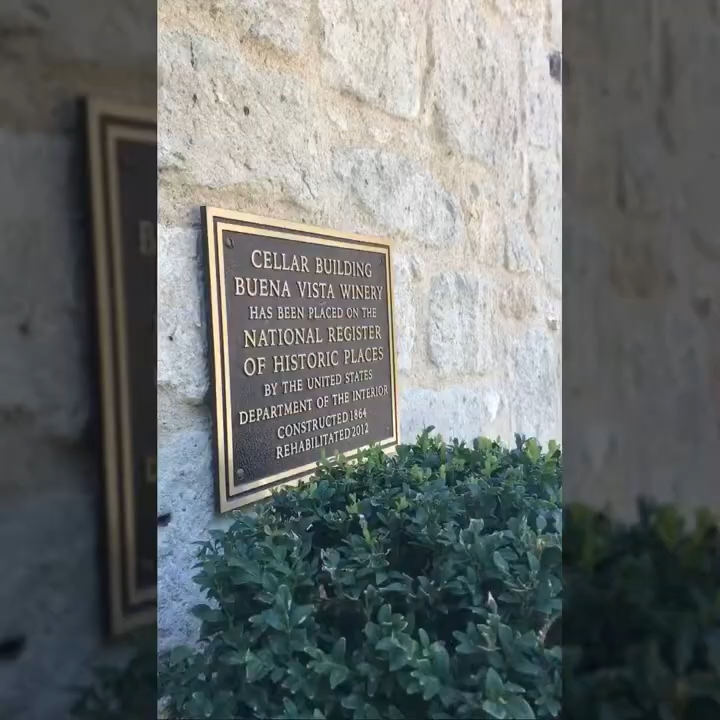 CELLAR BUILDING
BUENA VISTA WINERY
HAS BEEN PLACED ON THE
NATIONAL REGISTER
OF HISTORIC PLACES
BY THE UNITED STATES
DEPARTMENT OF THE INTERIOR
CONSTRUCTED 1864
REHABILITATED 2012